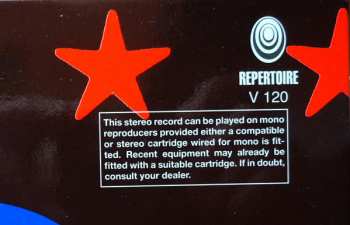 REPERTOIRE
V 120
This stereo record can be played on mono
reproducers provided either a compatible
or stereo cartridge wired for mono is fit-
ted. Recent equipment may already be
fitted with a suitable cartridge. If in doubt,
consult your dealer.